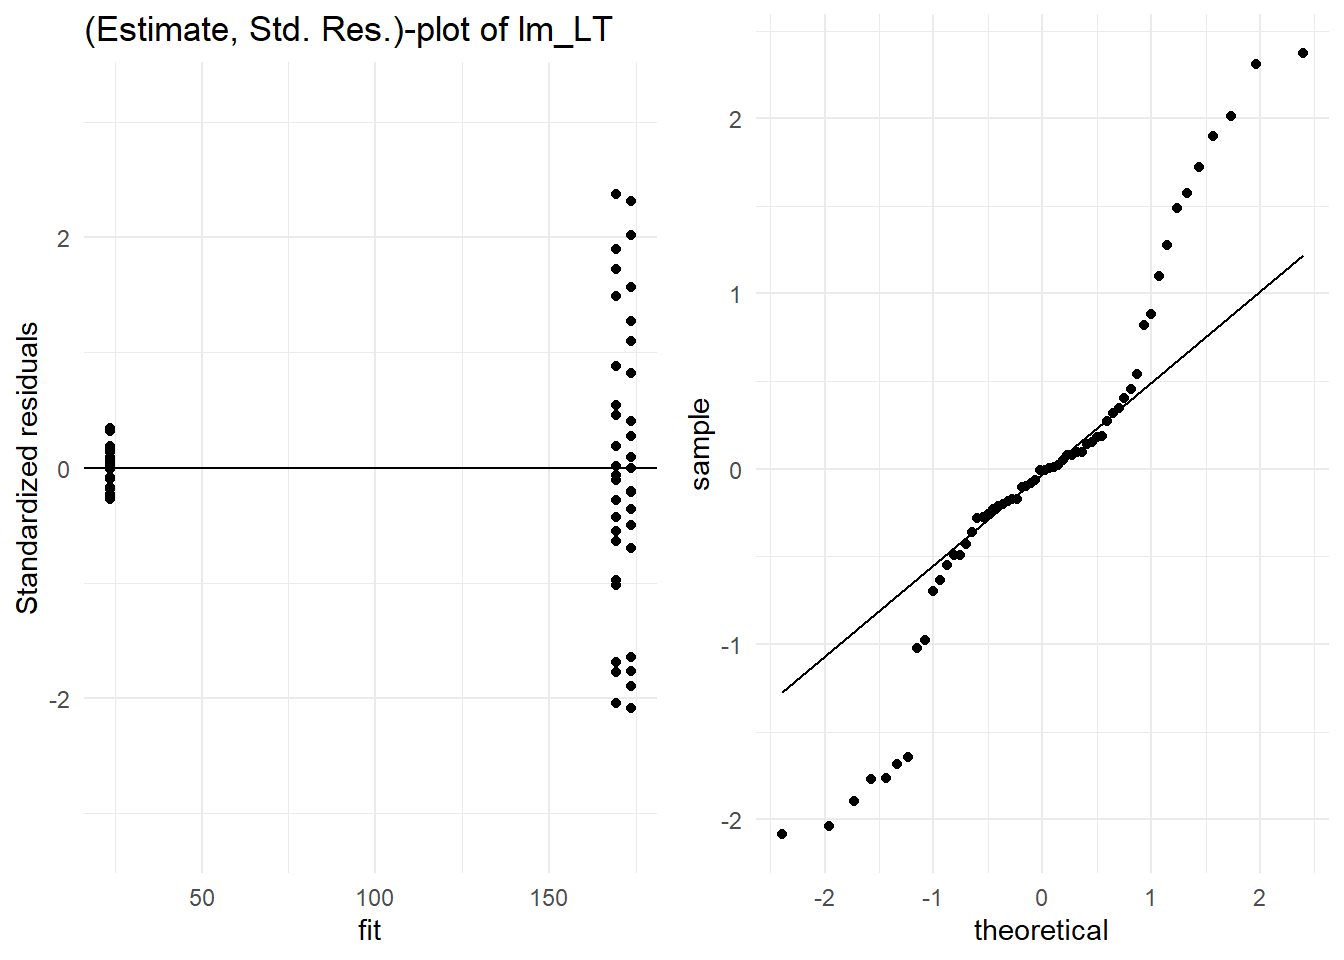 (Estimate, Std. Res.)-plot of lm_LT
Standardized residuals
2
0
-2
50 100 150
fit
sample
2
1
0
-1
-2
-2 -1 0 1 2
theoretical